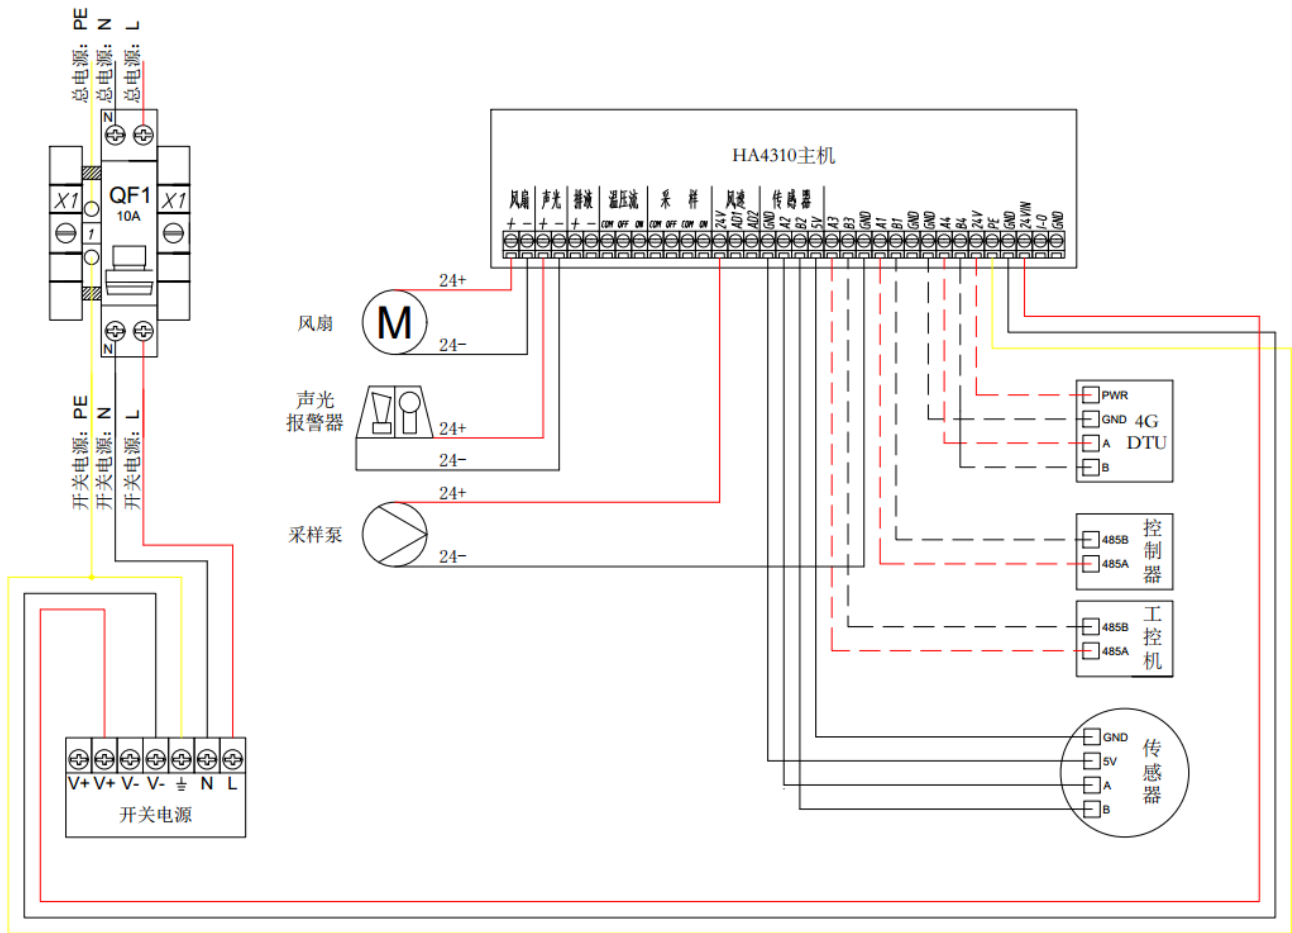 总电源: PE
总电源: N
总电源: L
N
X1
QF1
10A
X1
1
N
开关电源: PE
开关电源: N
开关电源: L
V+ V+ V- V- N L
开关电源
HA4310主机
风扇 声光 排液 温压流 采 样 风速 传感器
+ - + - + - COM OFF ON COM OFF COM ON 24V AD1 AD2 GND A2 B2 5V A3 B3 GND A1 B1 GND GND A4 B4 24V PE GND 24VIN I-O GND
24+
风扇
M
24-
声光
报警器
24+
24-
24+
采样泵
24-
PWR
GND
A
B
4G
DTU
485B
485A
控制器
485B
485A
工控机
GND
5V
A
B
传感器